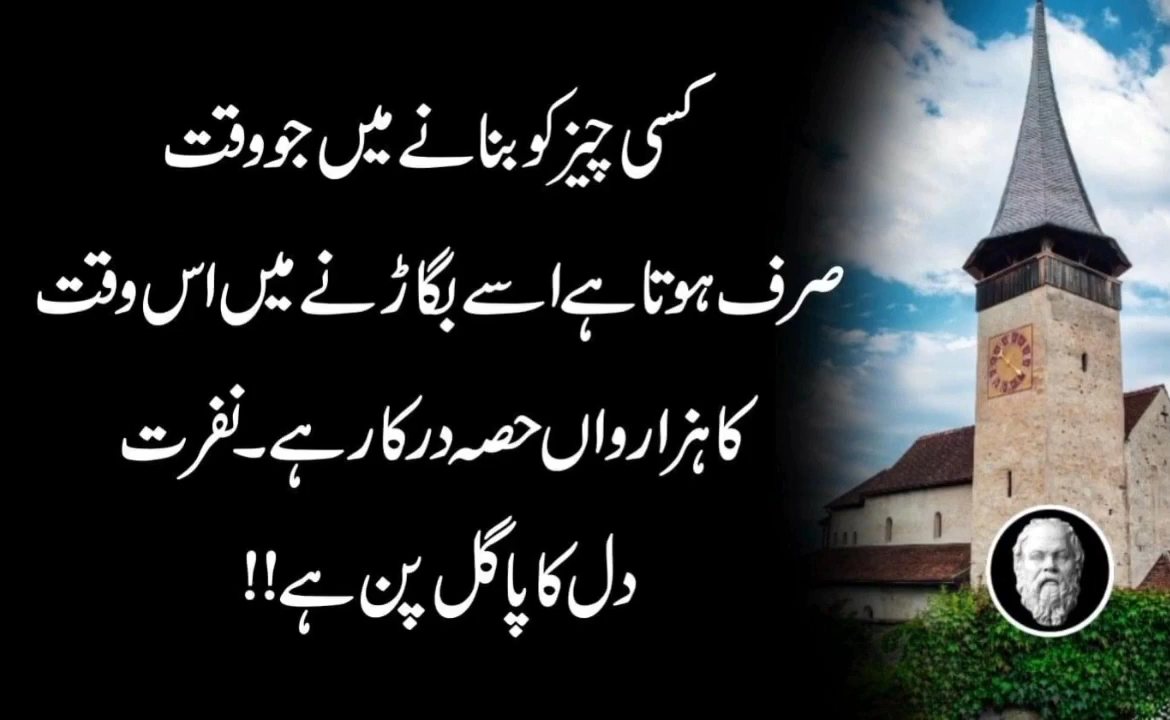 کسی چیز کو بنانے میں جو وقت
صرف ہوتا ہے اسے بگاڑنے میں اس وقت
کا ہزارواں حصہ درکار ہے۔ نفرت
دل کا پاگل پن ہے!!